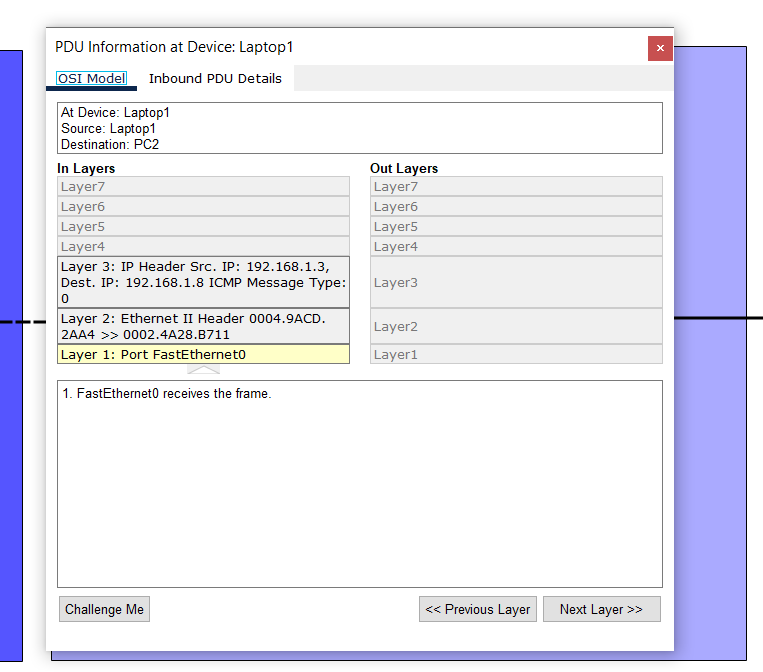 PDU Information at Device: Laptop1
×
OSI Model
Inbound PDU Details
At Device: Laptop1
Source: Laptop1
Destination: PC2
In Layers
Layer7
Layer6
Layer5
Layer4
Layer 3: IP Header Src. IP: 192.168.1.3,
Dest. IP: 192.168.1.8 ICMP Message Type:
0
Layer 2: Ethernet II Header 0004.9ACD.
2AA4 >> 0002.4A28.B711
Layer 1: Port FastEthernet0
Out Layers
Layer7
Layer6
Layer5
Layer4
Layer3
Layer2
Layer1
1. FastEthernet0 receives the frame.
Challenge Me
<< Previous Layer
Next Layer >>